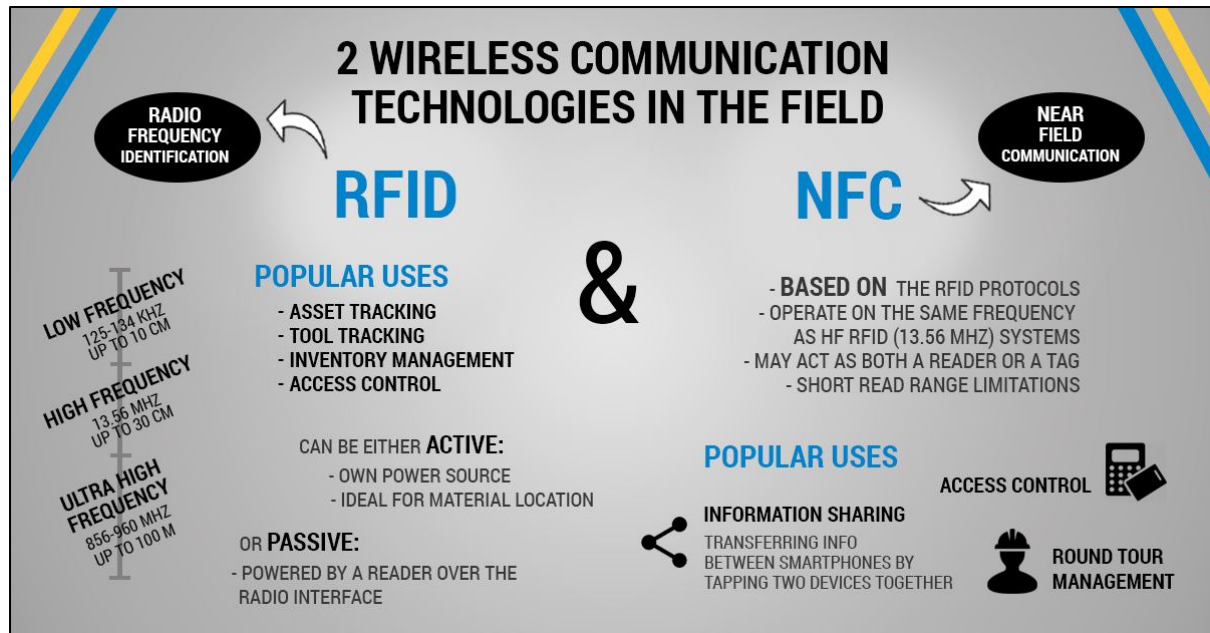 2 WIRELESS COMMUNICATION
TECHNOLOGIES IN THE FIELD
RADIO
FREQUENCY
IDENTIFICATION
NEAR
FIELD
COMMUNICATION
RFID
&
NFC
LOW FREQUENCY
125-134 KHZ
UP TO 10 CM
HIGH FREQUENCY
13.56 MHZ
UP TO 30 CM
ULTRA HIGH
FREQUENCY
856-960 MHZ
UP TO 100 M
POPULAR USES
- ASSET TRACKING
- TOOL TRACKING
- INVENTORY MANAGEMENT
- ACCESS CONTROL
CAN BE EITHER ACTIVE:
- OWN POWER SOURCE
- IDEAL FOR MATERIAL LOCATION
OR PASSIVE:
- POWERED BY A READER OVER THE
RADIO INTERFACE
- BASED ON THE RFID PROTOCOLS
- OPERATE ON THE SAME FREQUENCY
AS HF RFID (13.56 MHZ) SYSTEMS
- MAY ACT AS BOTH A READER OR A TAG
- SHORT READ RANGE LIMITATIONS
POPULAR USES
ACCESS CONTROL
INFORMATION SHARING
TRANSFERRING INFO
BETWEEN SMARTPHONES BY
TAPPING TWO DEVICES TOGETHER
ROUND TOUR
MANAGEMENT